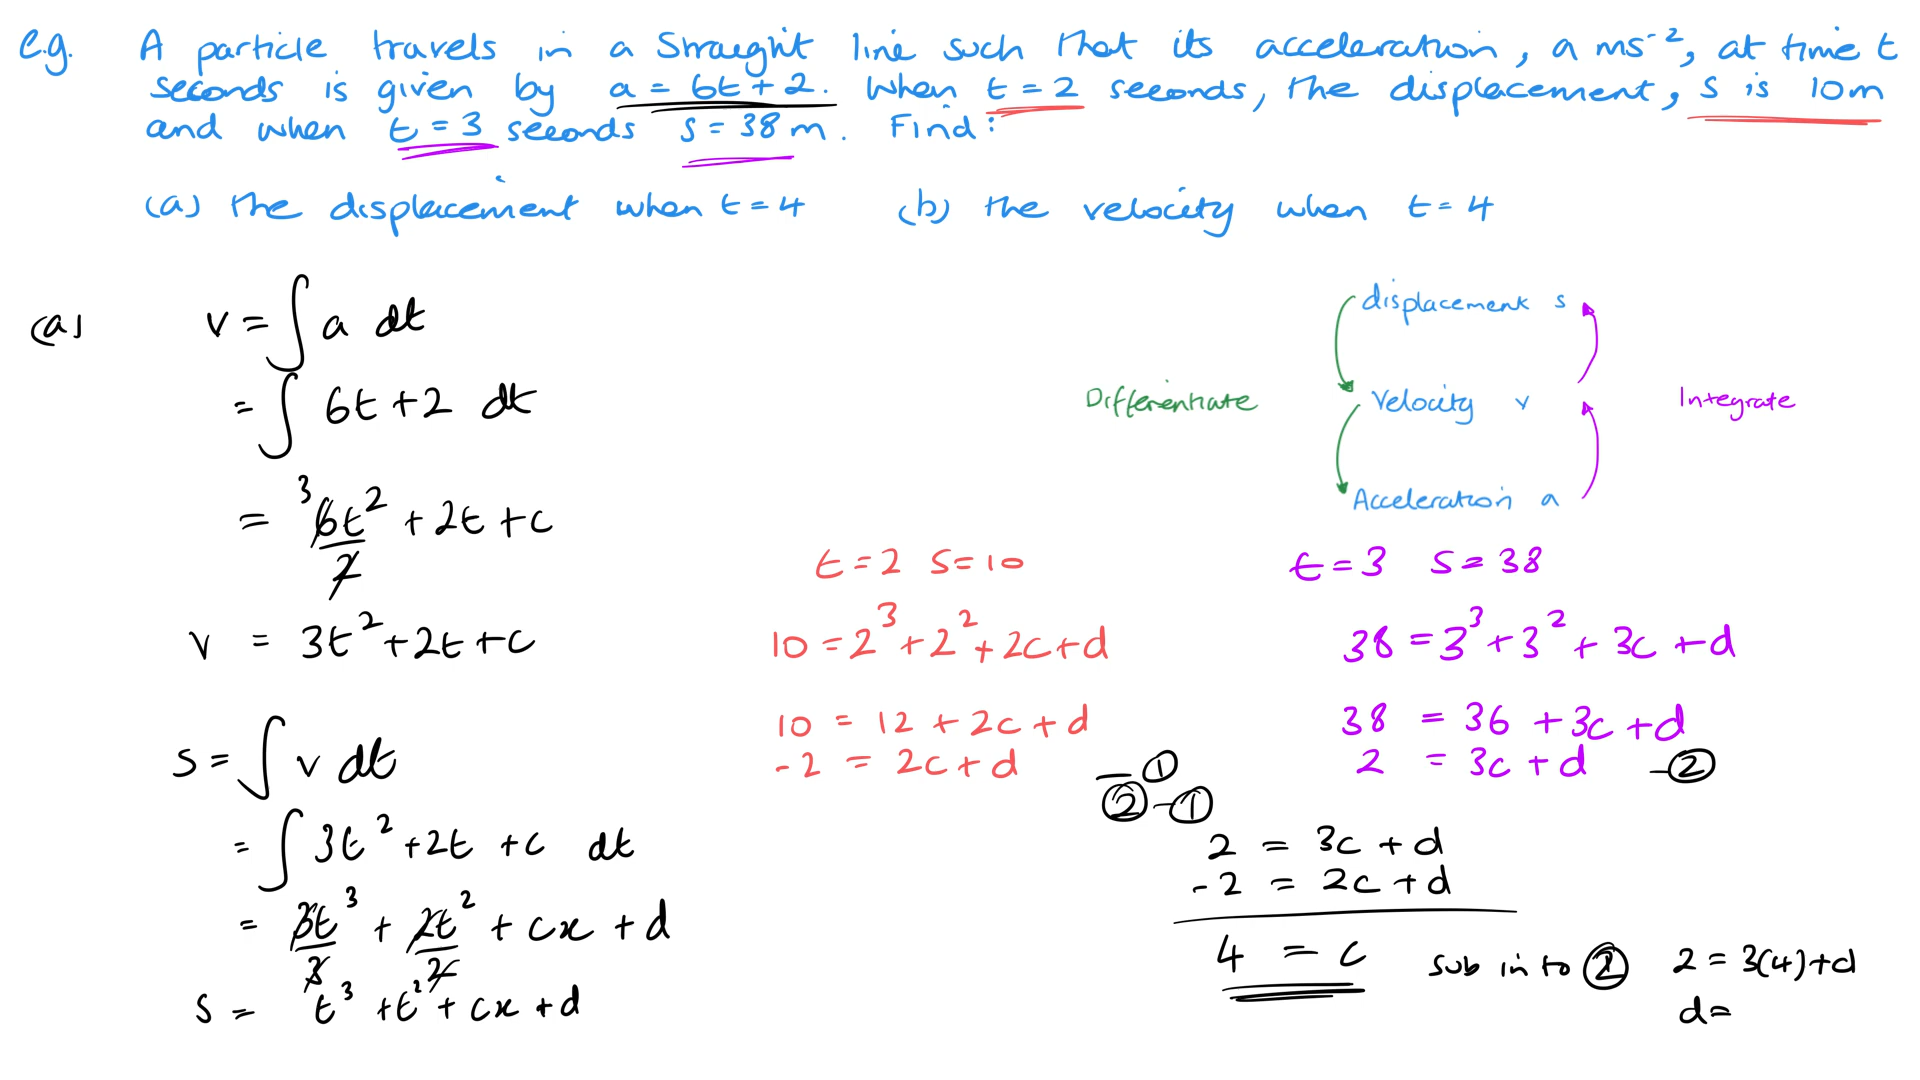 e.g. A particle travels in a straight line such that its acceleration, a ms⁻², at time t
seconds is given by a = 6t + 2. When t = 2 seconds, the displacement, s is 10m
and when t = 3 seconds s = 38 m. Find:
(a) the displacement when t = 4 (b) the velocity when t = 4
(a) v = ∫ a dt
= ∫ 6t + 2 dt
= ³6t²/2 + 2t + c
v = 3t² + 2t + c
s = ∫ v dt
= ∫ 3t² + 2t + c dt
= 3t³/3 + 2t²/2 + cx + d
s = t³ + t² + cx + d
displacement s
Differentiate Velocity v Integrate
Acceleration a
t = 2 s = 10
10 = 2³ + 2² + 2c + d
10 = 12 + 2c + d
-2 = 2c + d — ①
t = 3 s = 38
38 = 3³ + 3² + 3c + d
38 = 36 + 3c + d
2 = 3c + d - ②
② - ①
2 = 3c + d
-2 = 2c + d
4 = c sub in to ② 2 = 3(4) + d
d =